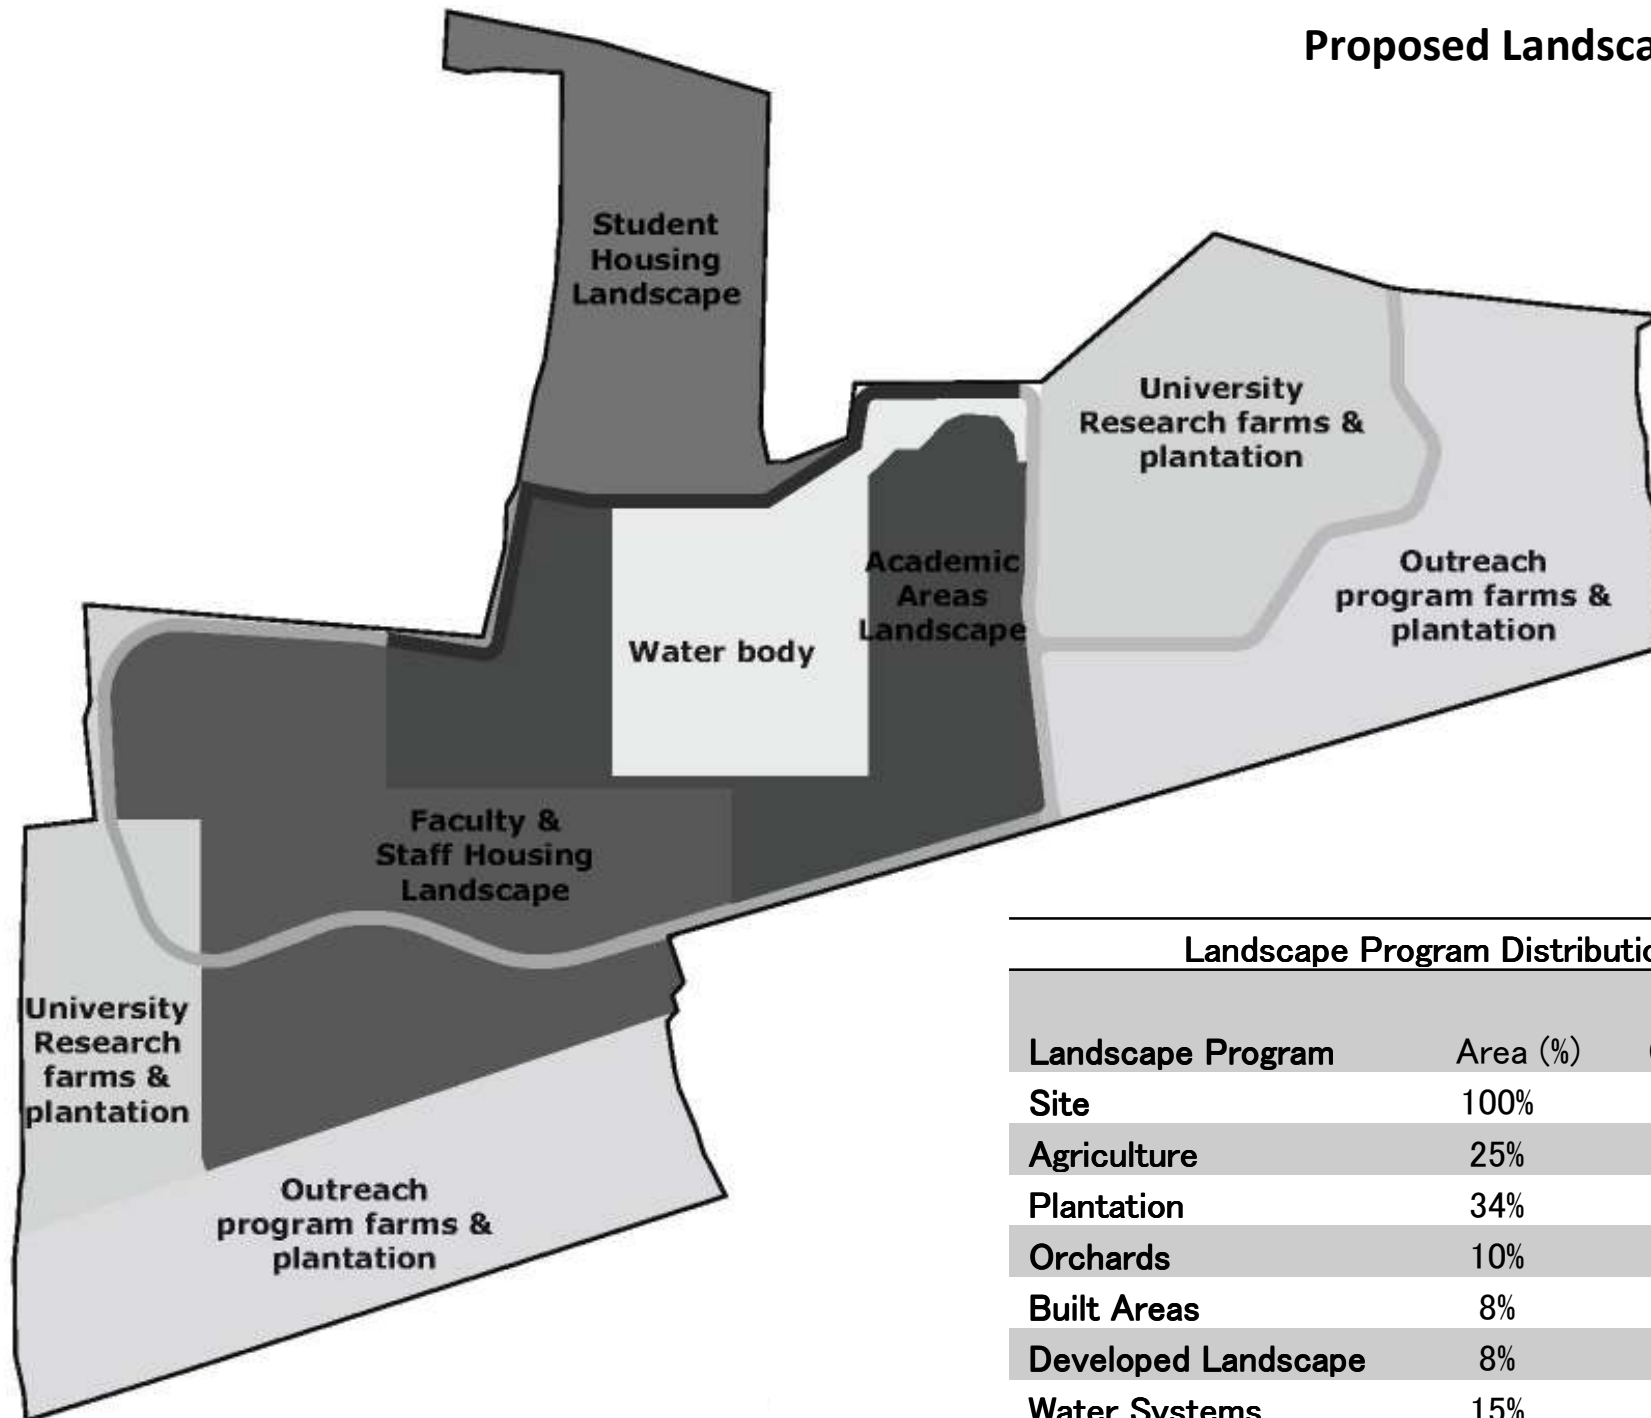 Proposed Landsca
Student
Housing
Landscape
University
Research farms &
plantation
Academic
Areas
Landscape
Outreach
program farms &
plantation
Water body
Faculty &
Staff Housing
Landscape
University
Research
farms &
plantation
Outreach
program farms &
plantation
Landscape Program Distributio
Landscape Program Area (%) (
Site 100%
Agriculture 25%
Plantation 34%
Orchards 10%
Built Areas 8%
Developed Landscape 8%
Water Systems 15%